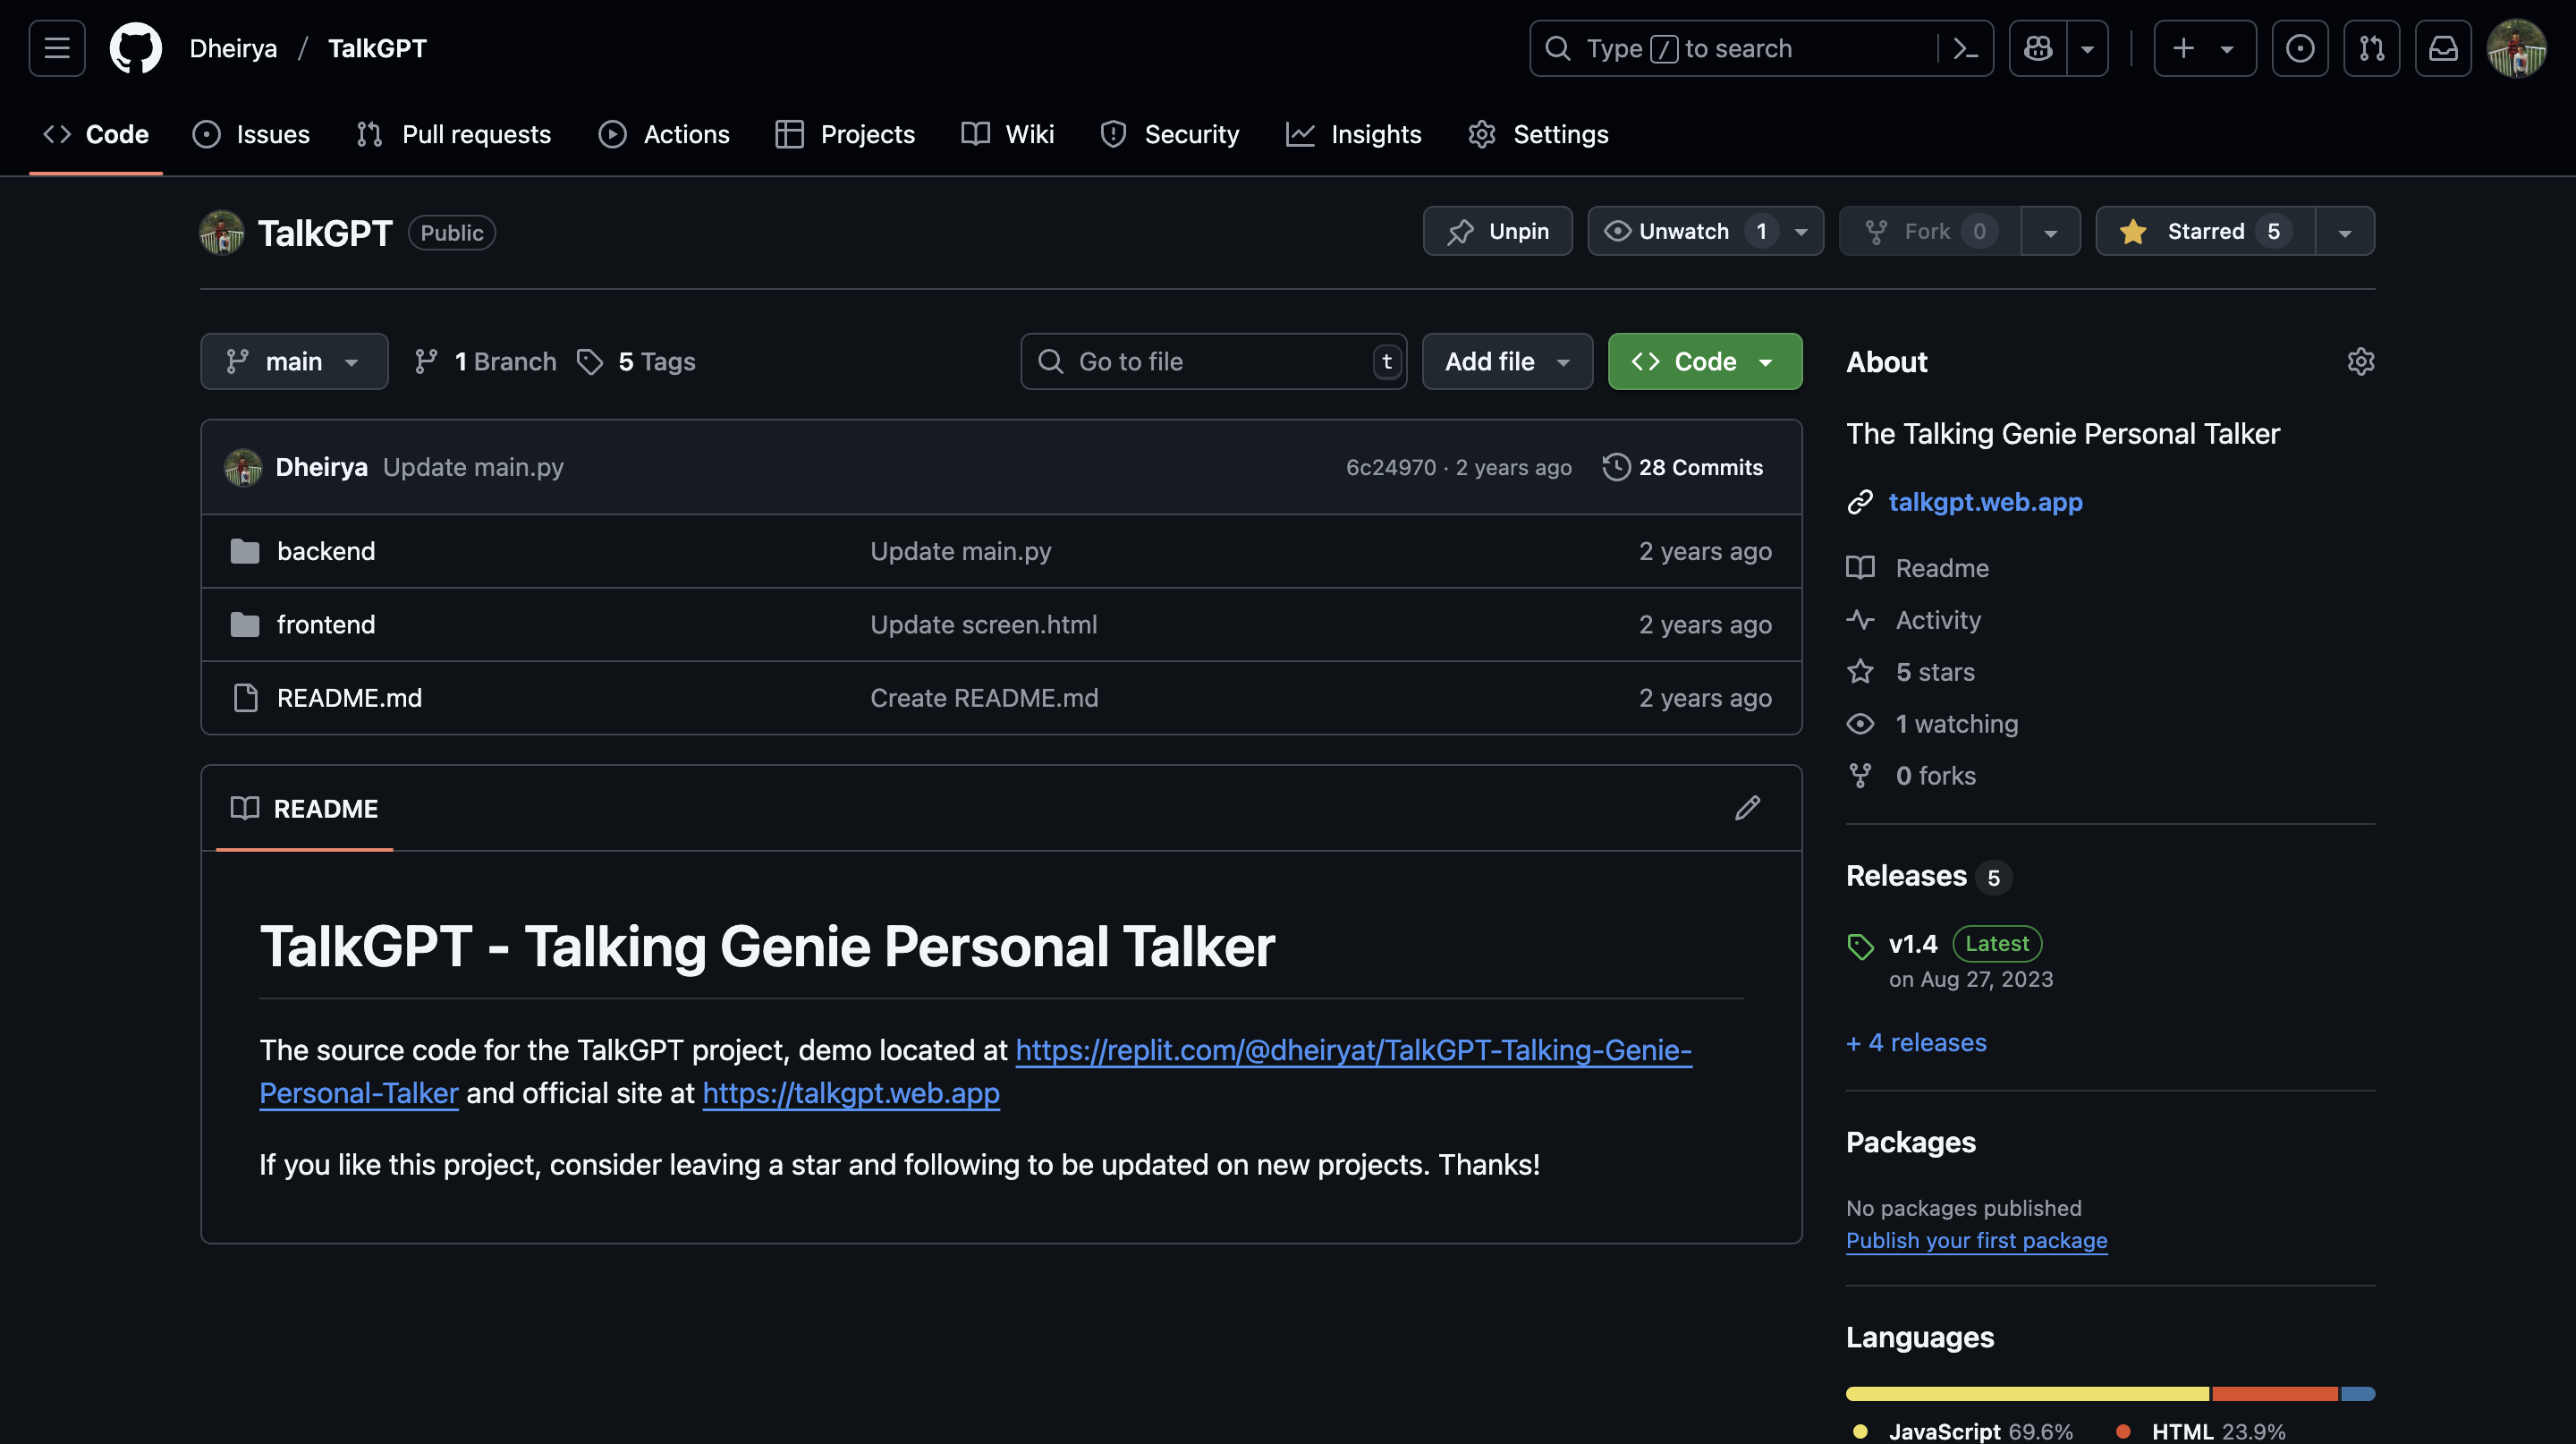 Dheirya / TalkGPT
Type / to search
Code Issues Pull requests Actions Projects Wiki Security Insights Settings
TalkGPT Public
Unpin Unwatch 1 Fork 0 Starred 5
main 1 Branch 5 Tags
Go to file t Add file Code
Dheirya Update main.py 6c24970 · 2 years ago 28 Commits
backend Update main.py 2 years ago
frontend Update screen.html 2 years ago
README.md Create README.md 2 years ago
README
TalkGPT - Talking Genie Personal Talker
The source code for the TalkGPT project, demo located at https://replit.com/@dheiryat/TalkGPT-Talking-Genie-
Personal-Talker and official site at https://talkgpt.web.app
If you like this project, consider leaving a star and following to be updated on new projects. Thanks!
About
The Talking Genie Personal Talker
talkgpt.web.app
Readme
Activity
5 stars
1 watching
0 forks
Releases 5
v1.4 Latest
on Aug 27, 2023
+ 4 releases
Packages
No packages published
Publish your first package
Languages
JavaScript 69.6% HTML 23.9%